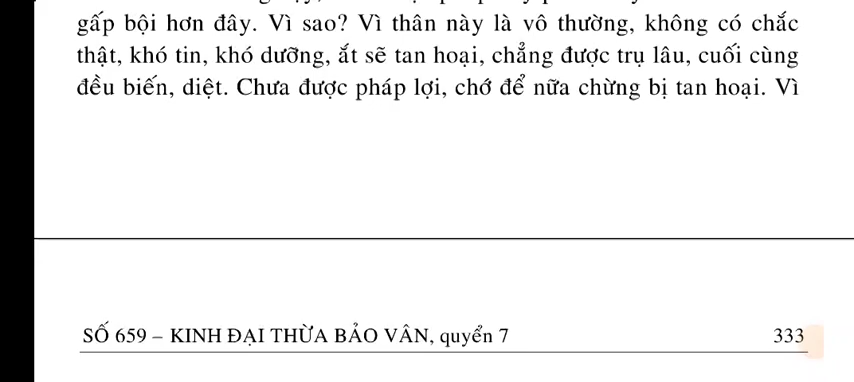 gấp bội hơn đây. Vì sao? Vì thân này là vô thường, không có chắc
thật, khó tin, khó dưỡng, ắt sẽ tan hoại, chẳng được trụ lâu, cuối cùng
đều biến, diệt. Chưa được pháp lợi, chớ để nữa chừng bị tan hoại. Vì
SỐ 659 – KINH ĐẠI THỪA BẢO VÂN, quyển 7 333